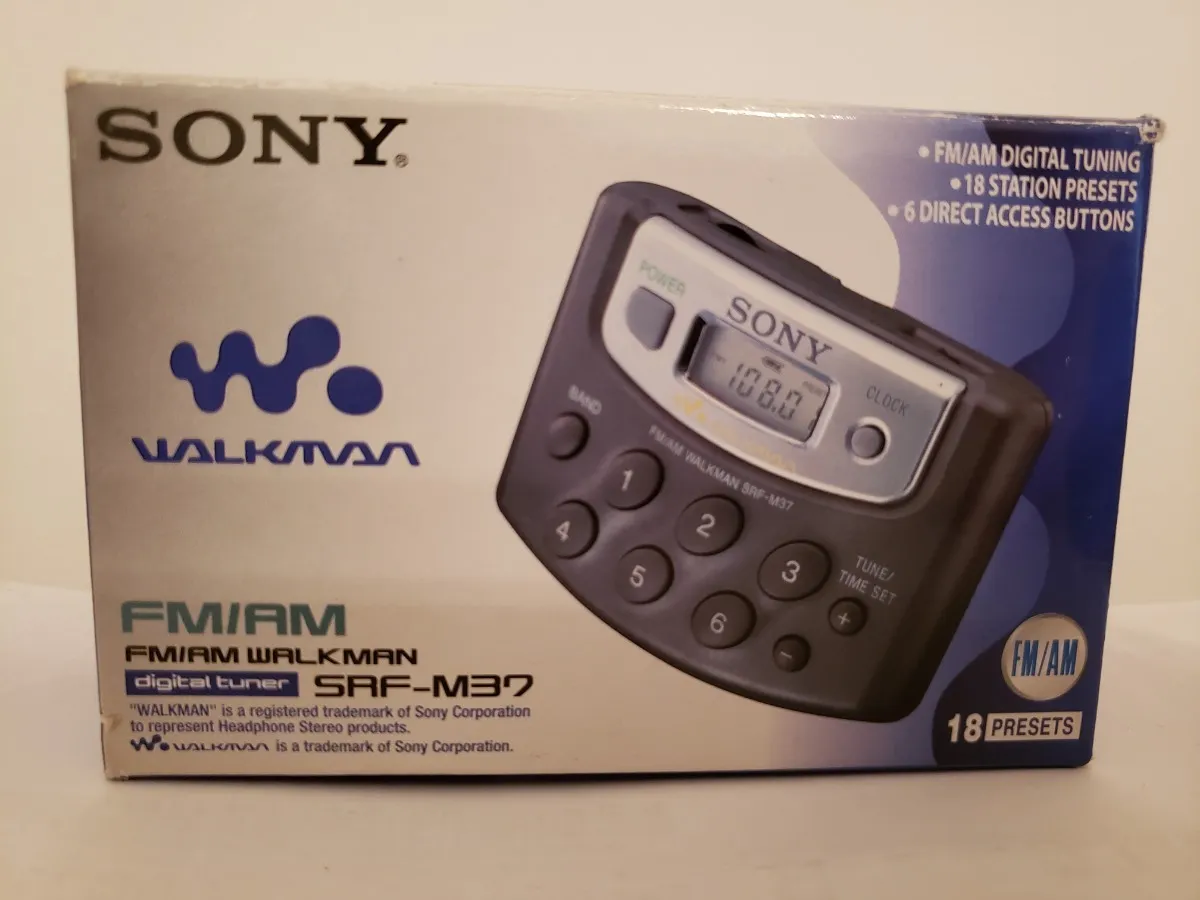 SONY®
• FM/AM DIGITAL TUNING
• 18 STATION PRESETS
• 6 DIRECT ACCESS BUTTONS
WALKMAN
POWER
SONY
108.0
CLOCK
BAND
FM/AM WALKMAN SRF-M37
1
2
3
4
5
6
TUNE/
TIME SET
+
-
FM/AM
FM/AM WALKMAN
digital tuner SRF-M37
"WALKMAN" is a registered trademark of Sony Corporation
to represent Headphone Stereo products.
WALKMAN is a trademark of Sony Corporation.
FM/AM
18 PRESETS